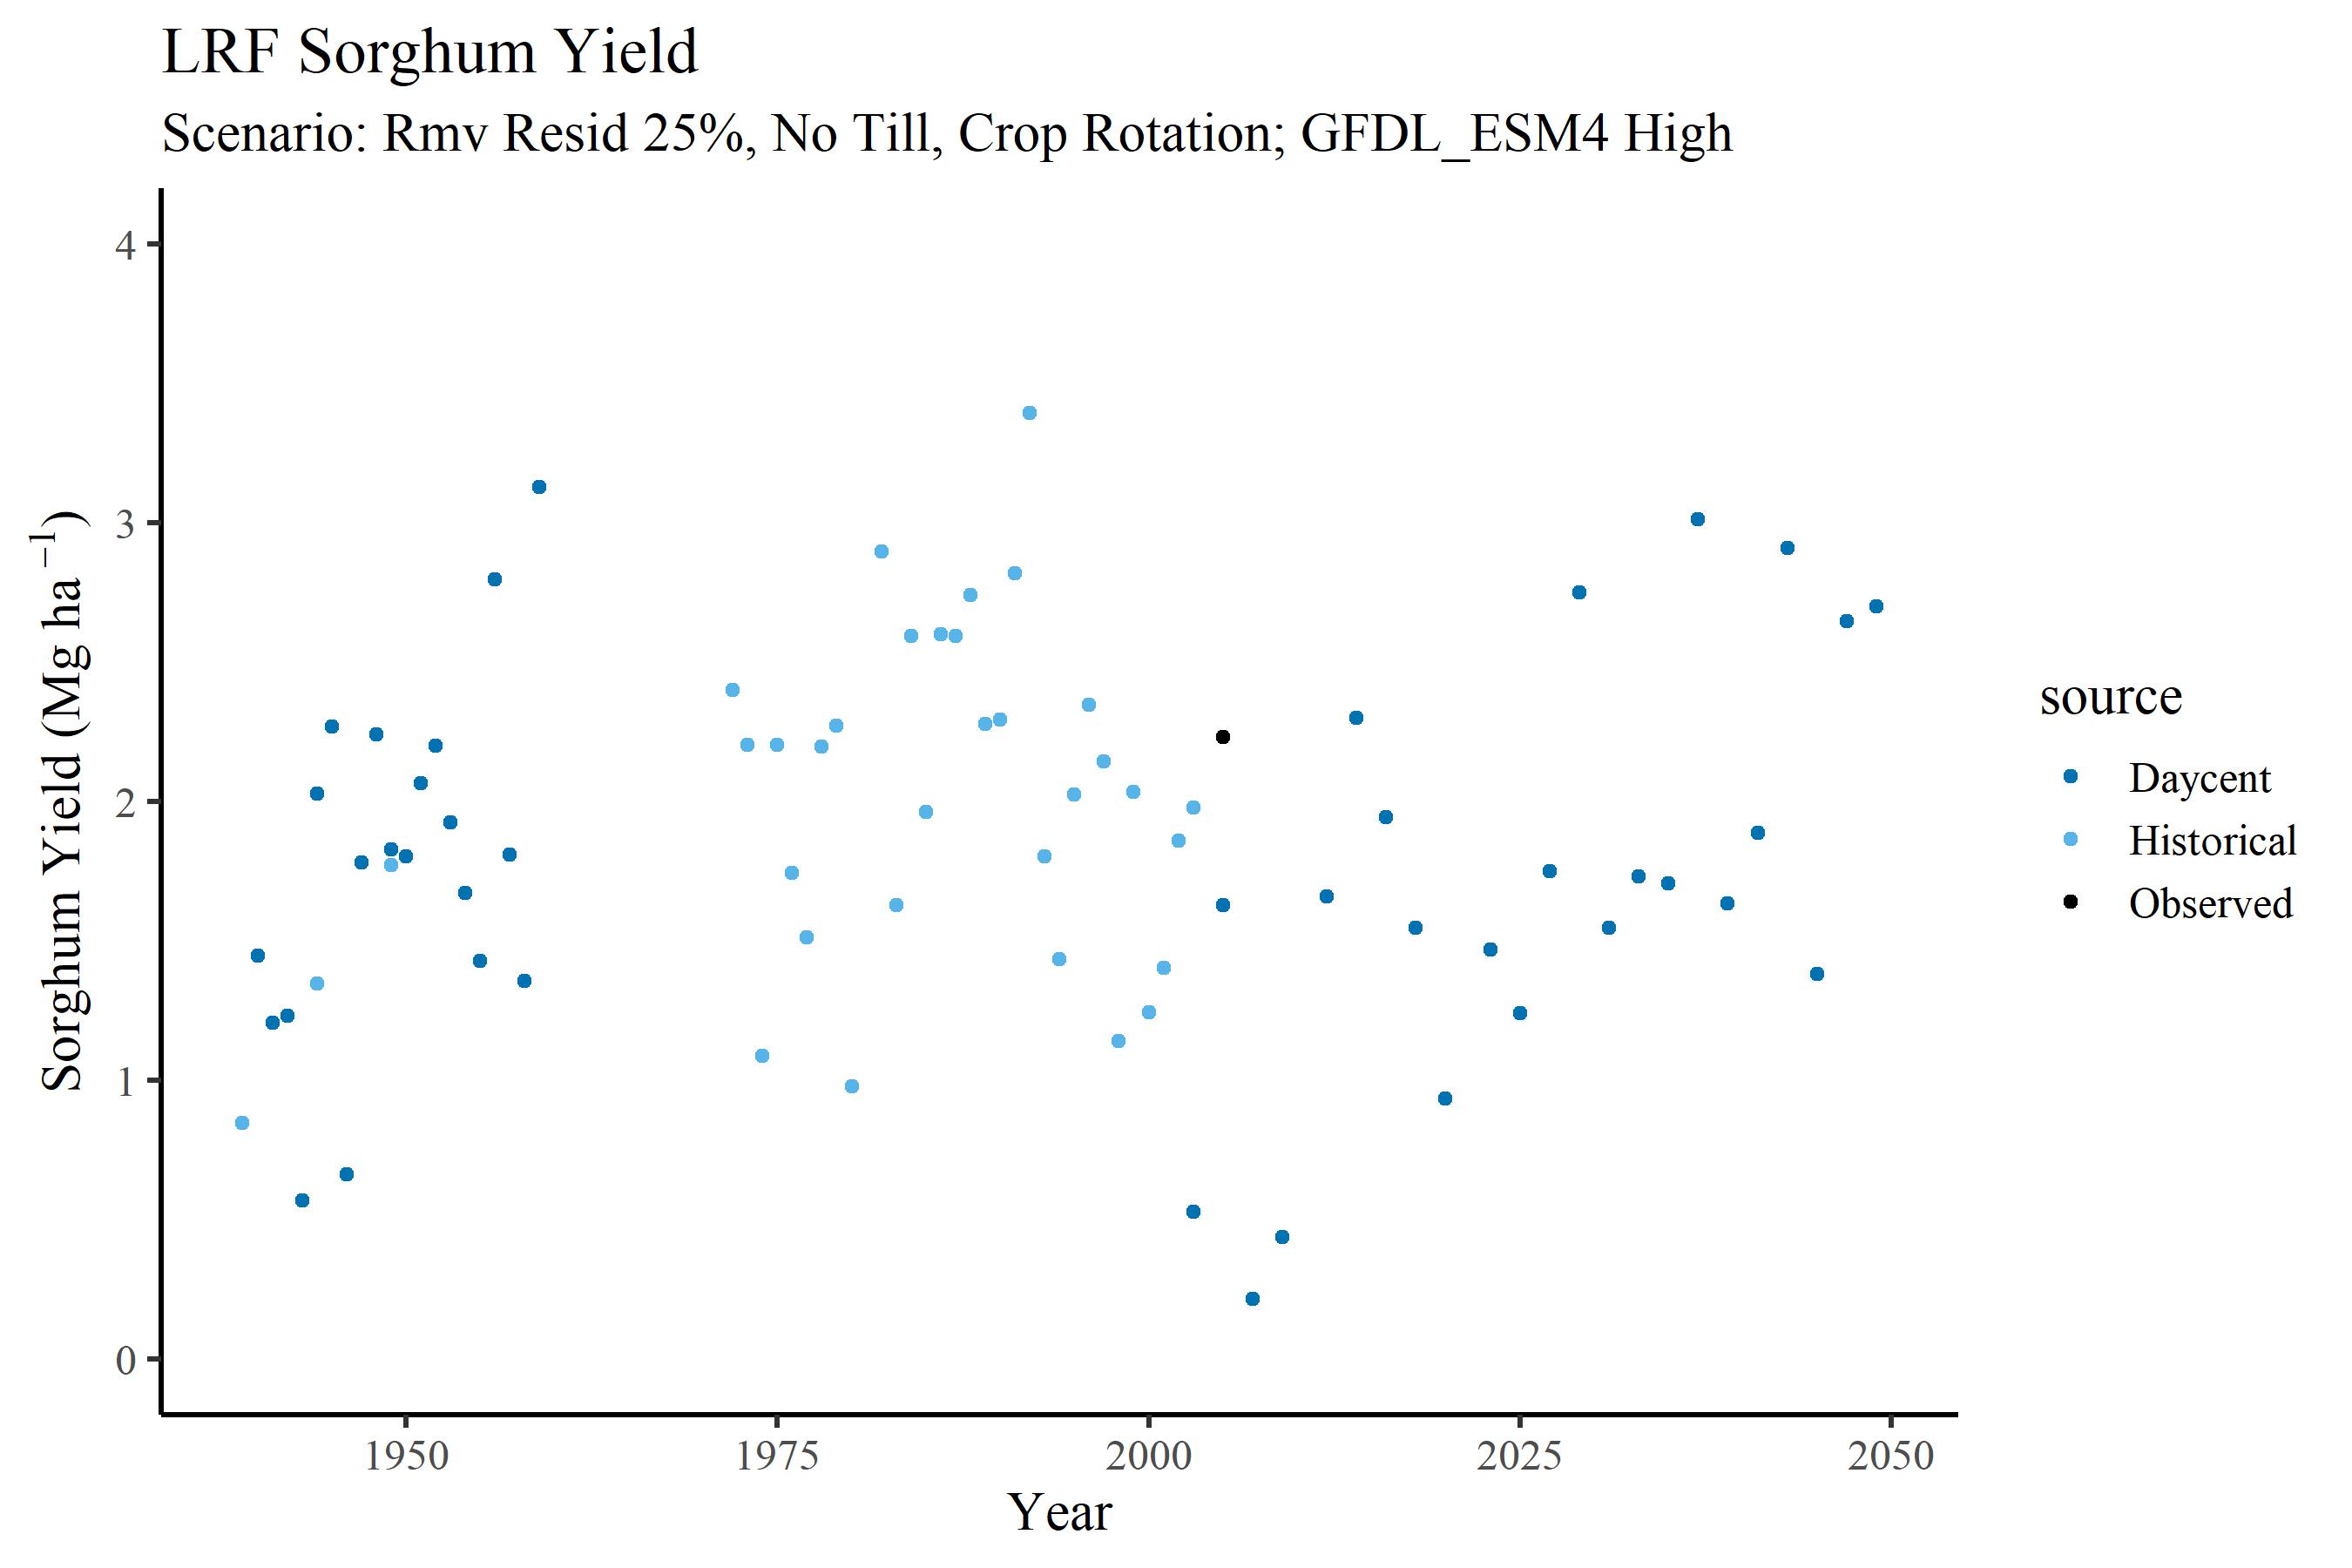 LRF Sorghum Yield
Scenario: Rmv Resid 25%, No Till, Crop Rotation; GFDL_ESM4 High
Sorghum Yield (Mg ha⁻¹)
4
3
2
1
0
1950 1975 2000 2025 2050
Year
source
Daycent
Historical
Observed